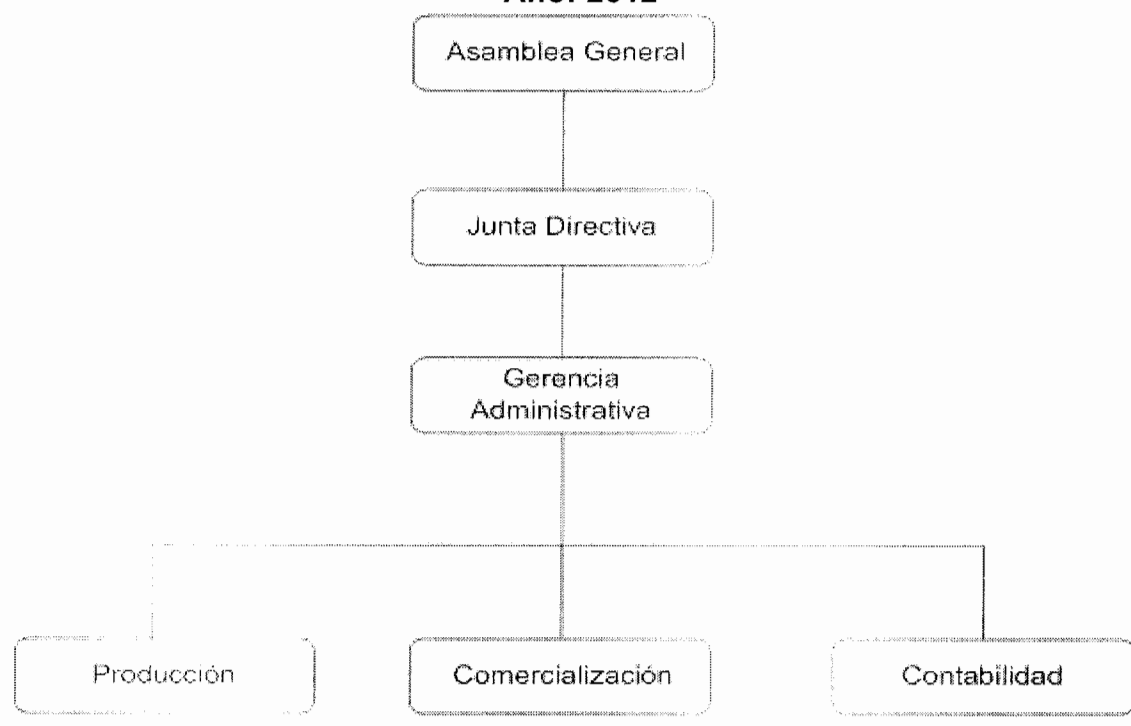 Asamblea General
Junta Directiva
Gerencia
Administrativa
Producción
Comercialización
Contabilidad